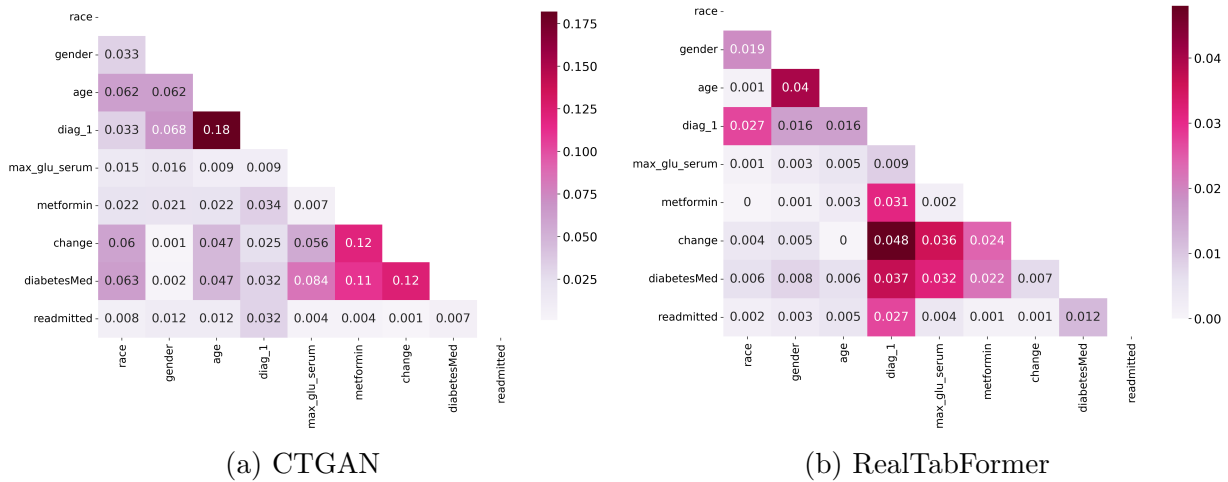 race
gender 0.033
age 0.062 0.062
diag_1 0.033 0.068 0.18
max_glu_serum 0.015 0.016 0.009 0.009
metformin 0.022 0.021 0.022 0.034 0.007
change 0.06 0.001 0.047 0.025 0.056 0.12
diabetesMed 0.063 0.002 0.047 0.032 0.084 0.11 0.12
readmitted 0.008 0.012 0.012 0.032 0.004 0.004 0.001 0.007
race gender age diag_1 max_glu_serum metformin change diabetesMed readmitted
0.175
0.150
0.125
0.100
0.075
0.050
0.025
(a) CTGAN
race
gender 0.019
age 0.001 0.04
diag_1 0.027 0.016 0.016
max_glu_serum 0.001 0.003 0.005 0.009
metformin 0 0.001 0.003 0.031 0.002
change 0.004 0.005 0 0.048 0.036 0.024
diabetesMed 0.006 0.008 0.006 0.037 0.032 0.022 0.007
readmitted 0.002 0.003 0.005 0.027 0.004 0.001 0.001 0.012
race gender age diag_1 max_glu_serum metformin change diabetesMed readmitted
0.04
0.03
0.02
0.01
0.00
(b) RealTabFormer